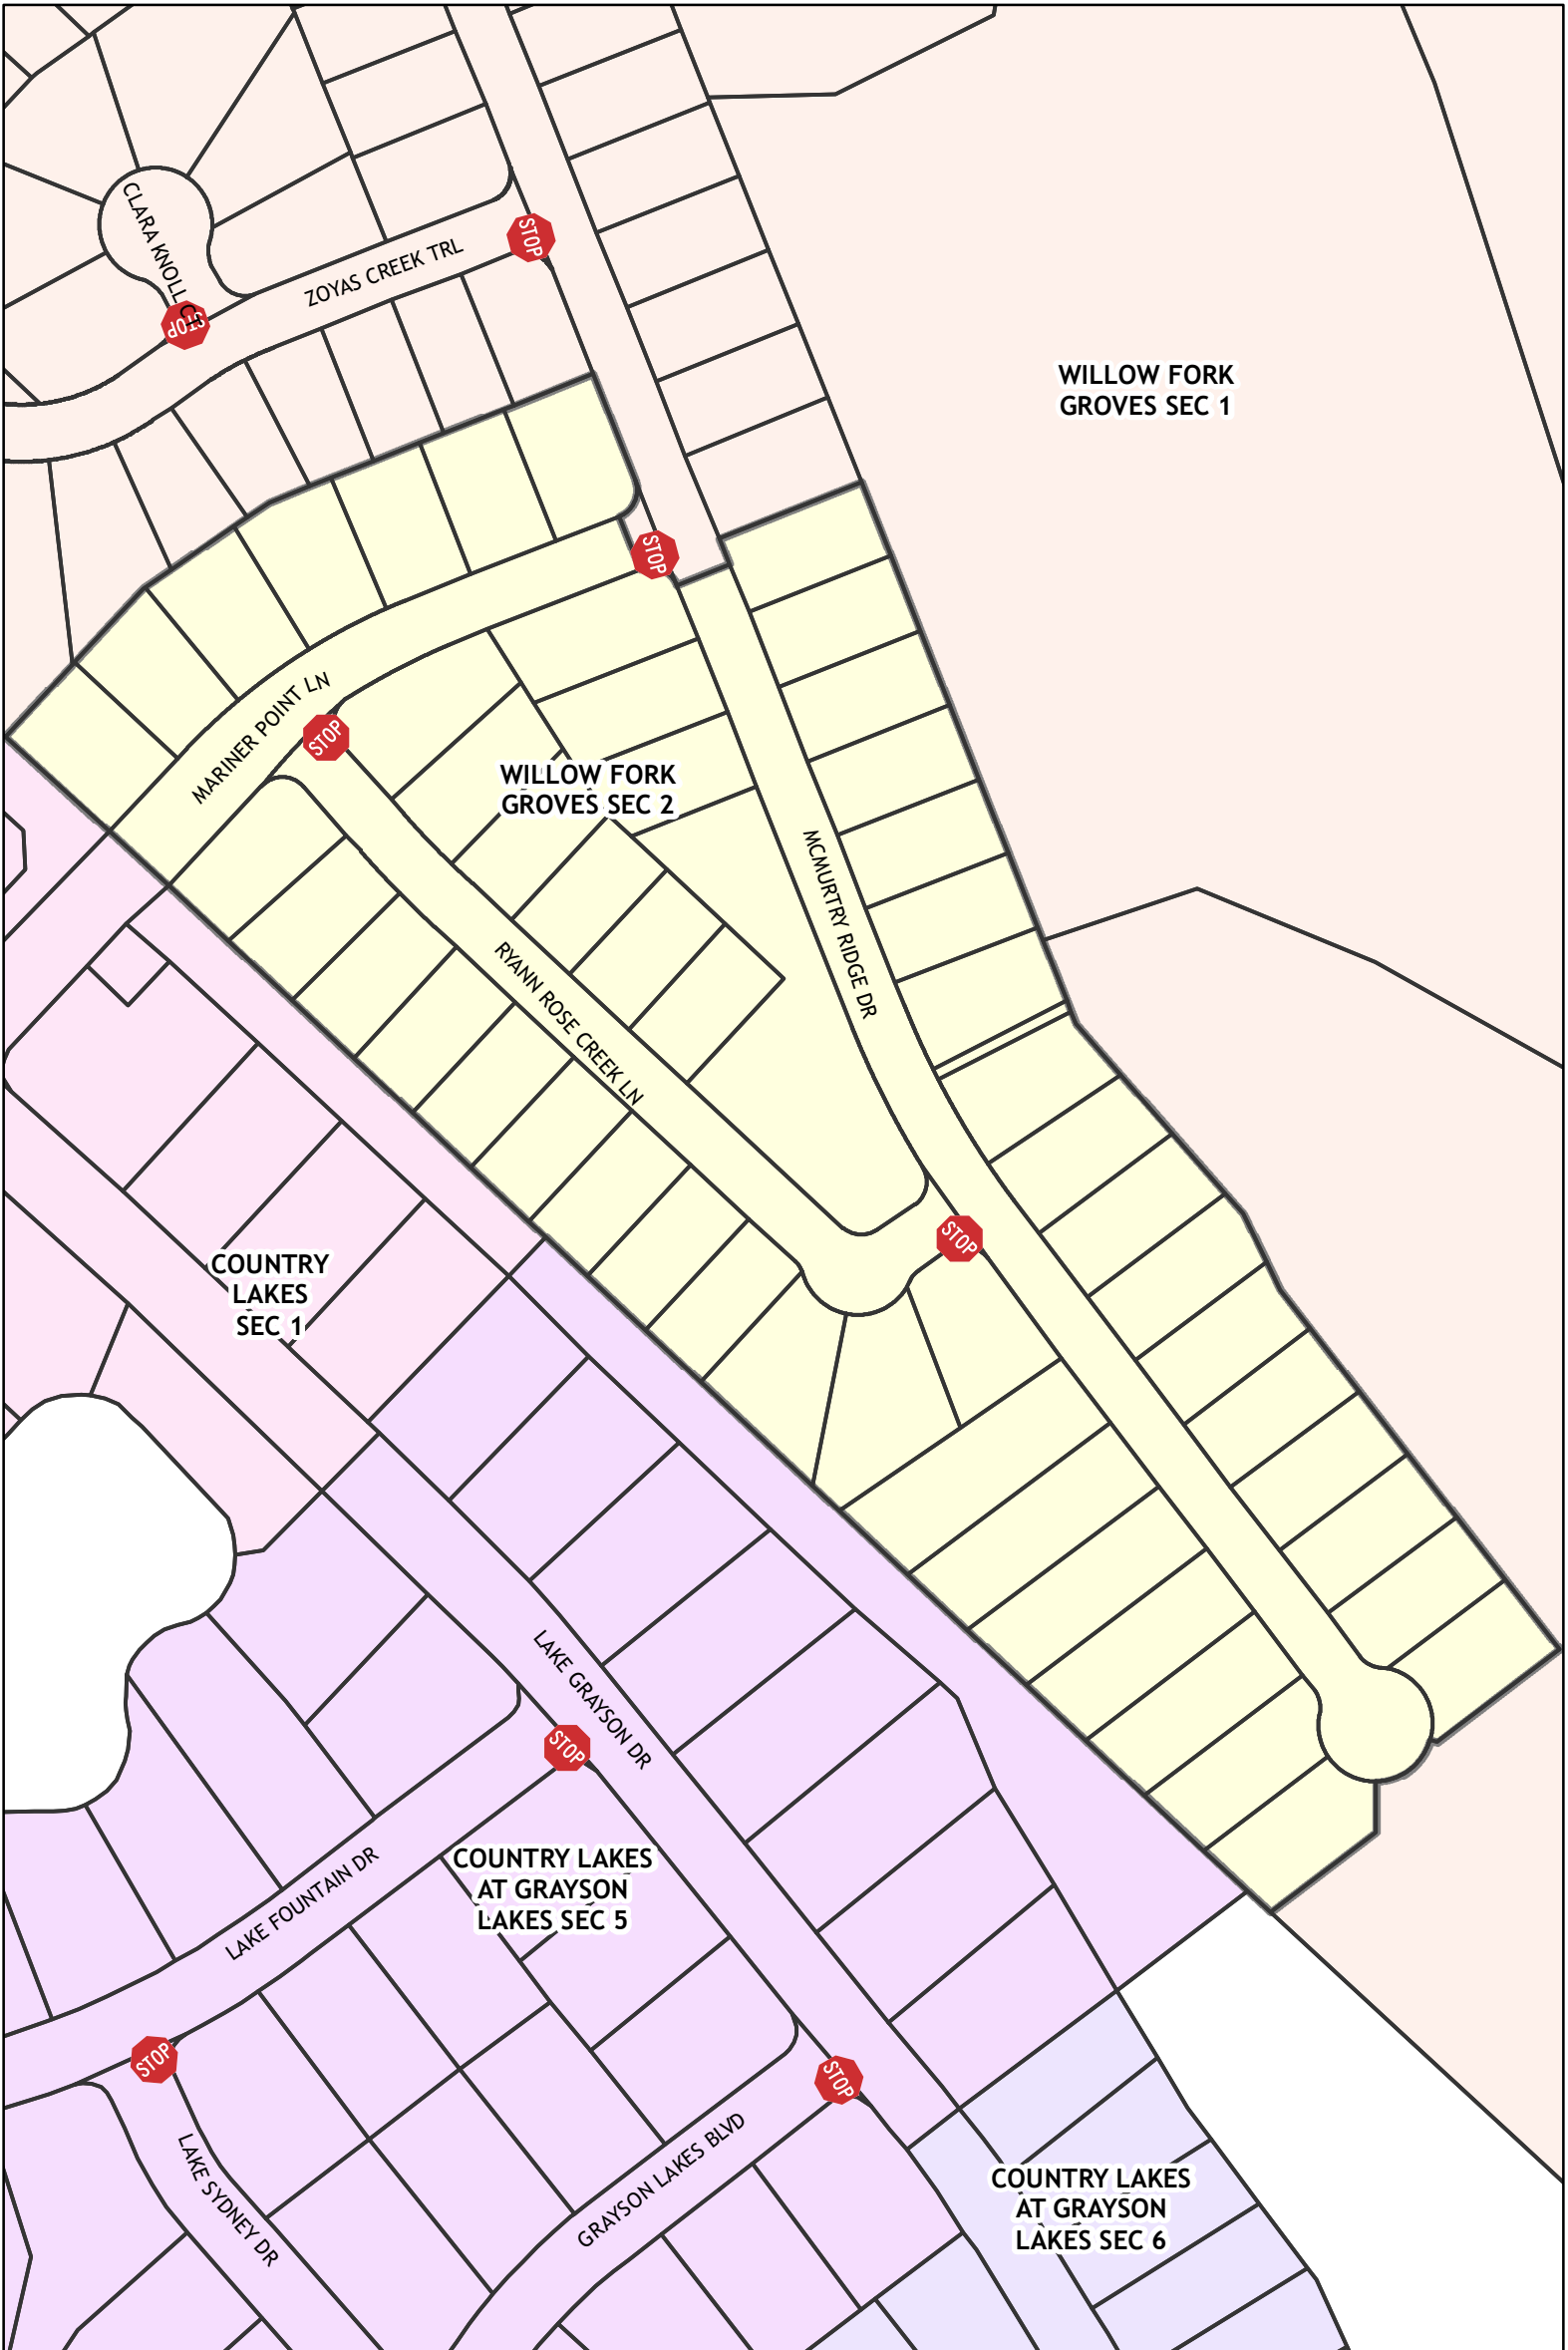 CLARA KNOLL CT
STOP
ZOYAS CREEK TRL
STOP
WILLOW FORK
GROVES SEC 1
STOP
MARINER POINT LN
STOP
WILLOW FORK
GROVES SEC 2
MCMURTRY RIDGE DR
RYANN ROSE CREEK LN
STOP
COUNTRY
LAKES
SEC 1
LAKE GRAYSON DR
STOP
COUNTRY LAKES
AT GRAYSON
LAKES SEC 5
LAKE FOUNTAIN DR
STOP
STOP
LAKE SYDNEY DR
GRAYSON LAKES BLVD
COUNTRY LAKES
AT GRAYSON
LAKES SEC 6